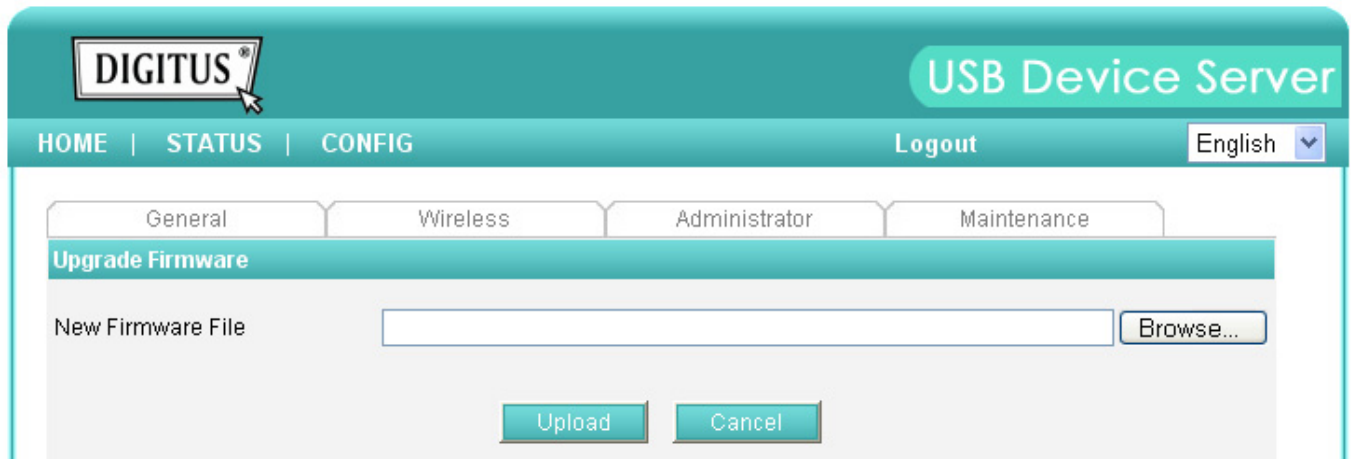 DIGITUS®
USB Device Server
HOME | STATUS | CONFIG Logout English
General Wireless Administrator Maintenance
Upgrade Firmware
New Firmware File Browse...
Upload Cancel